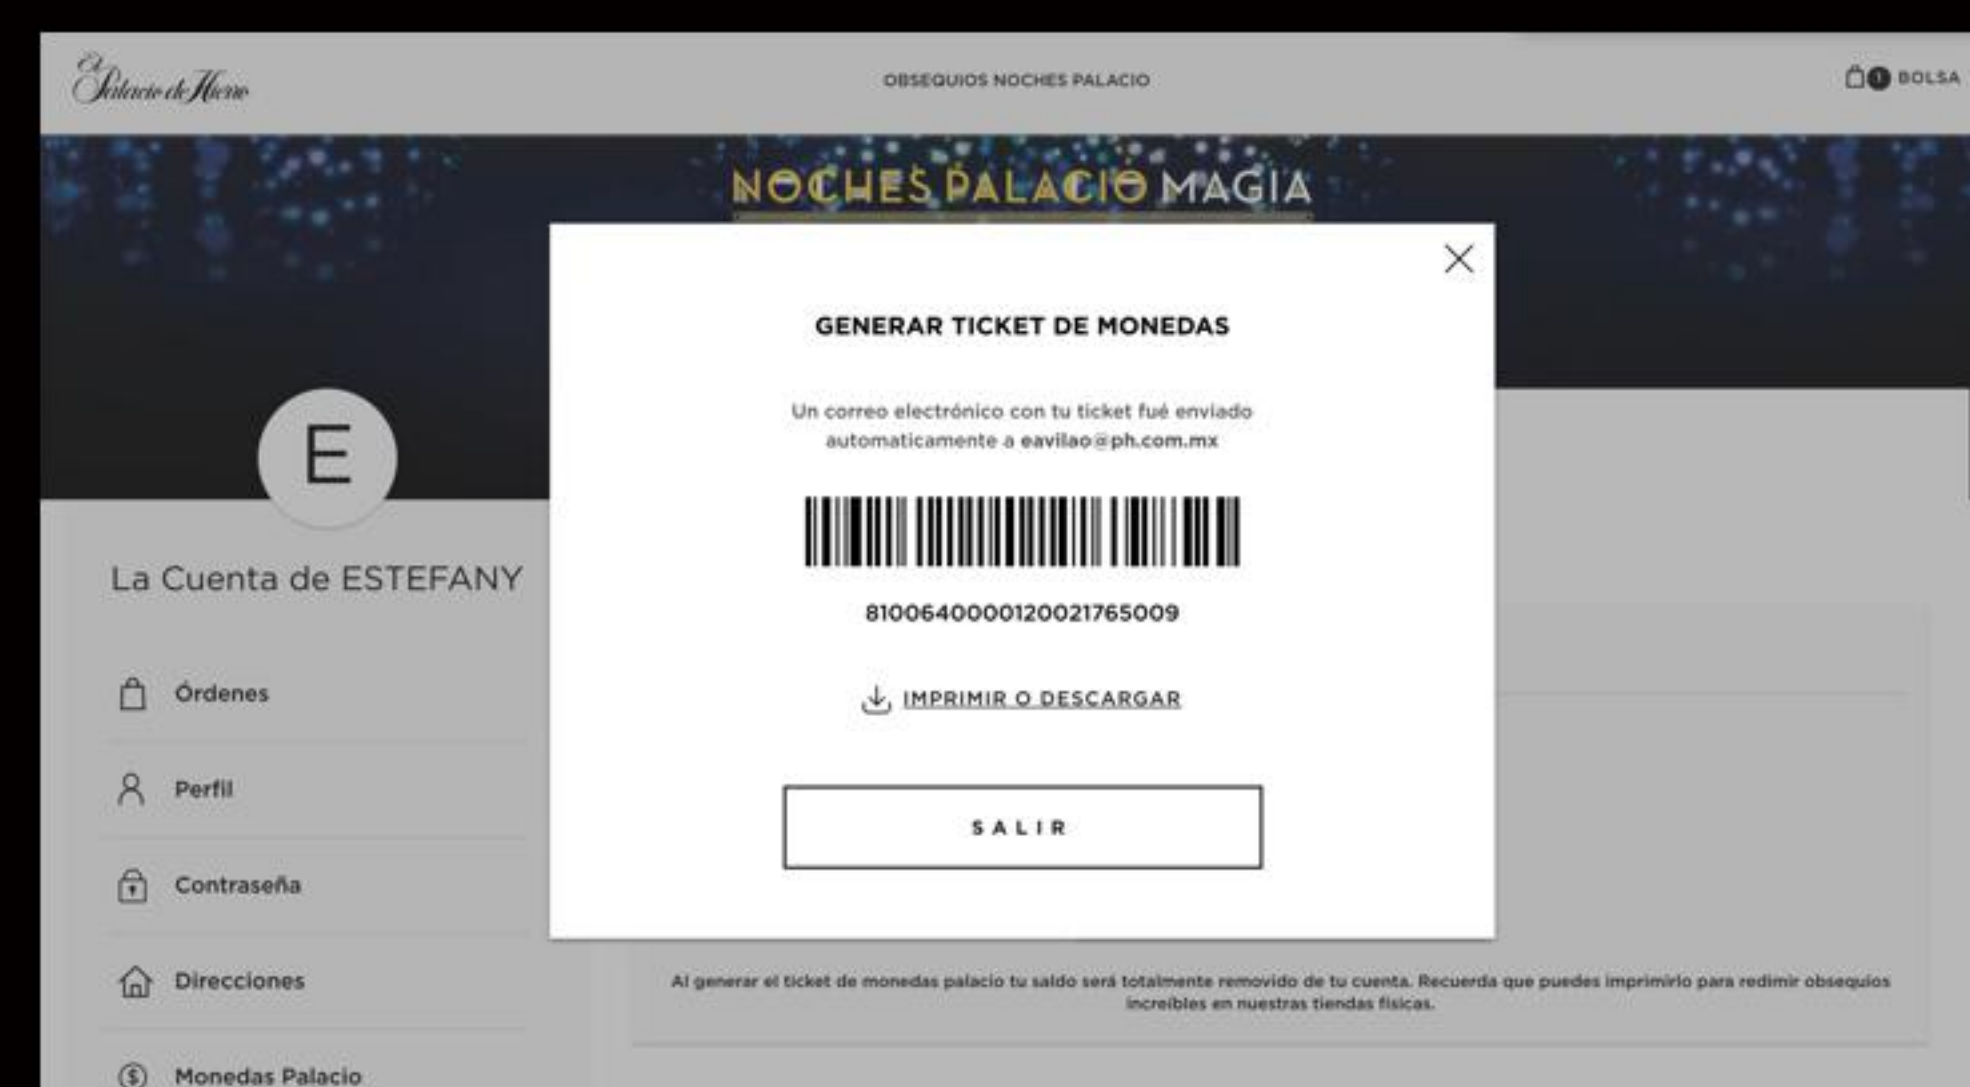 El Palacio de Hierro
OBSEQUIOS NOCHES PALACIO
1 BOLSA
NOCHES PALACIO MAGIA
GENERAR TICKET DE MONEDAS
Un correo electrónico con tu ticket fué enviado
automaticamente a eavilao@ph.com.mx
8100640000120021765009
IMPRIMIR O DESCARGAR
SALIR
E
La Cuenta de ESTEFANY
Órdenes
Perfil
Contraseña
Direcciones
Monedas Palacio
Al generar el ticket de monedas palacio tu saldo será totalmente removido de tu cuenta. Recuerda que puedes imprimirlo para redimir obsequios
increíbles en nuestras tiendas físicas.